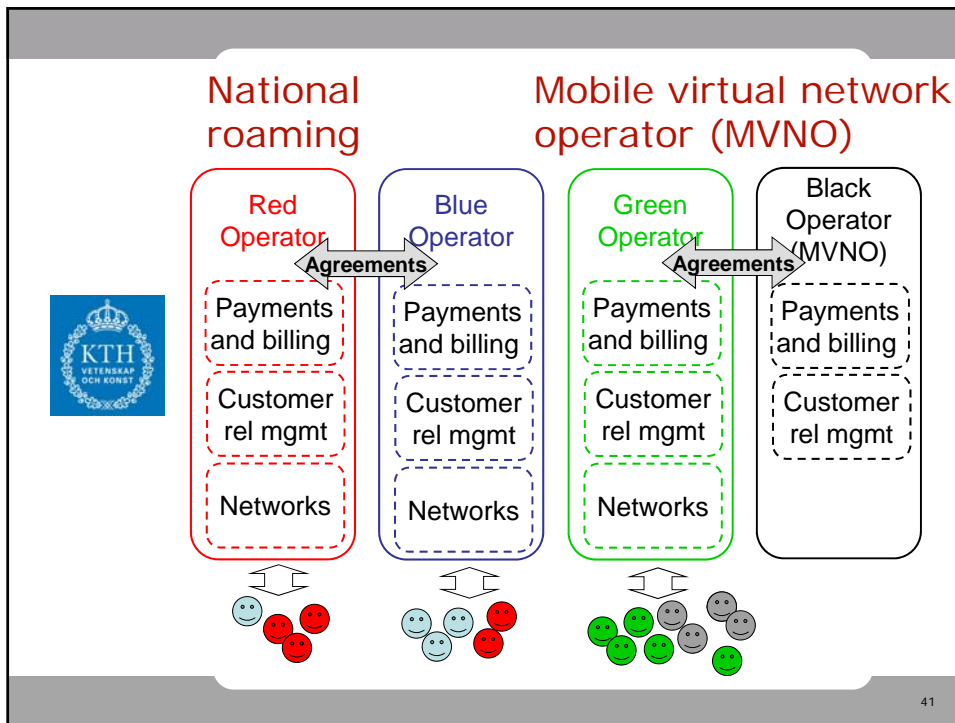 National
roaming
Mobile virtual network
operator (MVNO)
Red
Operator
Blue
Operator
Green
Operator
Black
Operator
(MVNO)
Agreements
Agreements
Payments
and billing
Payments
and billing
Payments
and billing
Payments
and billing
KTH
VETENSKAP
OCH KONST
Customer
rel mgmt
Customer
rel mgmt
Customer
rel mgmt
Customer
rel mgmt
Networks
Networks
Networks
41